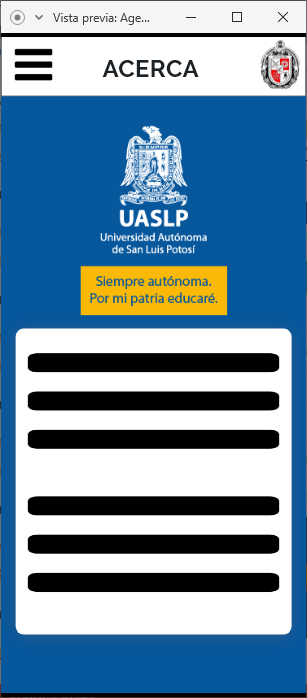 Vista previa: Age...
ACERCA
UASLP
Universidad Autónoma
de San Luis Potosí
Siempre autónoma.
Por mi patria educaré.